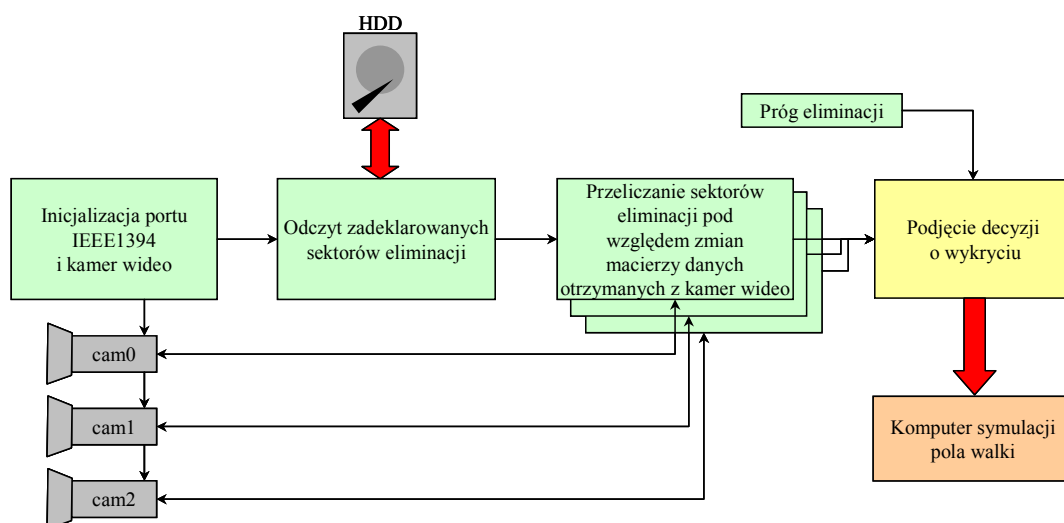 HDD
Próg eliminacji
Inicjalizacja portu
IEEE1394
i kamer wideo
Odczyt zadeklarowanych
sektorów eliminacji
Przeliczanie sektorów
eliminacji pod
względem zmian
macierzy danych
otrzymanych z kamer wideo
Podjęcie decyzji
o wykryciu
cam0
cam1
cam2
Komputer symulacji
pola walki